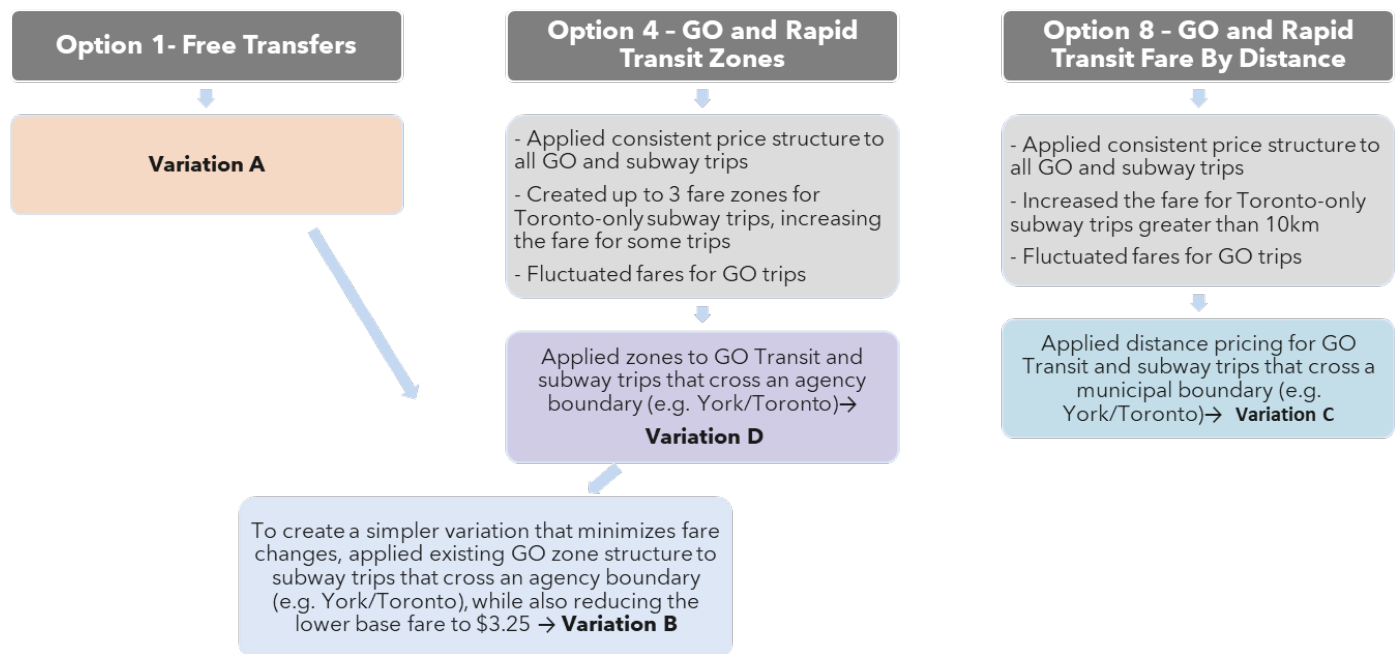 Option 1- Free Transfers
Variation A
Option 4 – GO and Rapid
Transit Zones
- Applied consistent price structure to
all GO and subway trips
- Created up to 3 fare zones for
Toronto-only subway trips, increasing
the fare for some trips
- Fluctuated fares for GO trips
Applied zones to GO Transit and
subway trips that cross an agency
boundary (e.g. York/Toronto)→
Variation D
To create a simpler variation that minimizes fare
changes, applied existing GO zone structure to
subway trips that cross an agency boundary
(e.g. York/Toronto), while also reducing the
lower base fare to $3.25 → Variation B
Option 8 – GO and Rapid
Transit Fare By Distance
- Applied consistent price structure to
all GO and subway trips
- Increased the fare for Toronto-only
subway trips greater than 10km
- Fluctuated fares for GO trips
Applied distance pricing for GO
Transit and subway trips that cross a
municipal boundary (e.g.
York/Toronto)→ Variation C